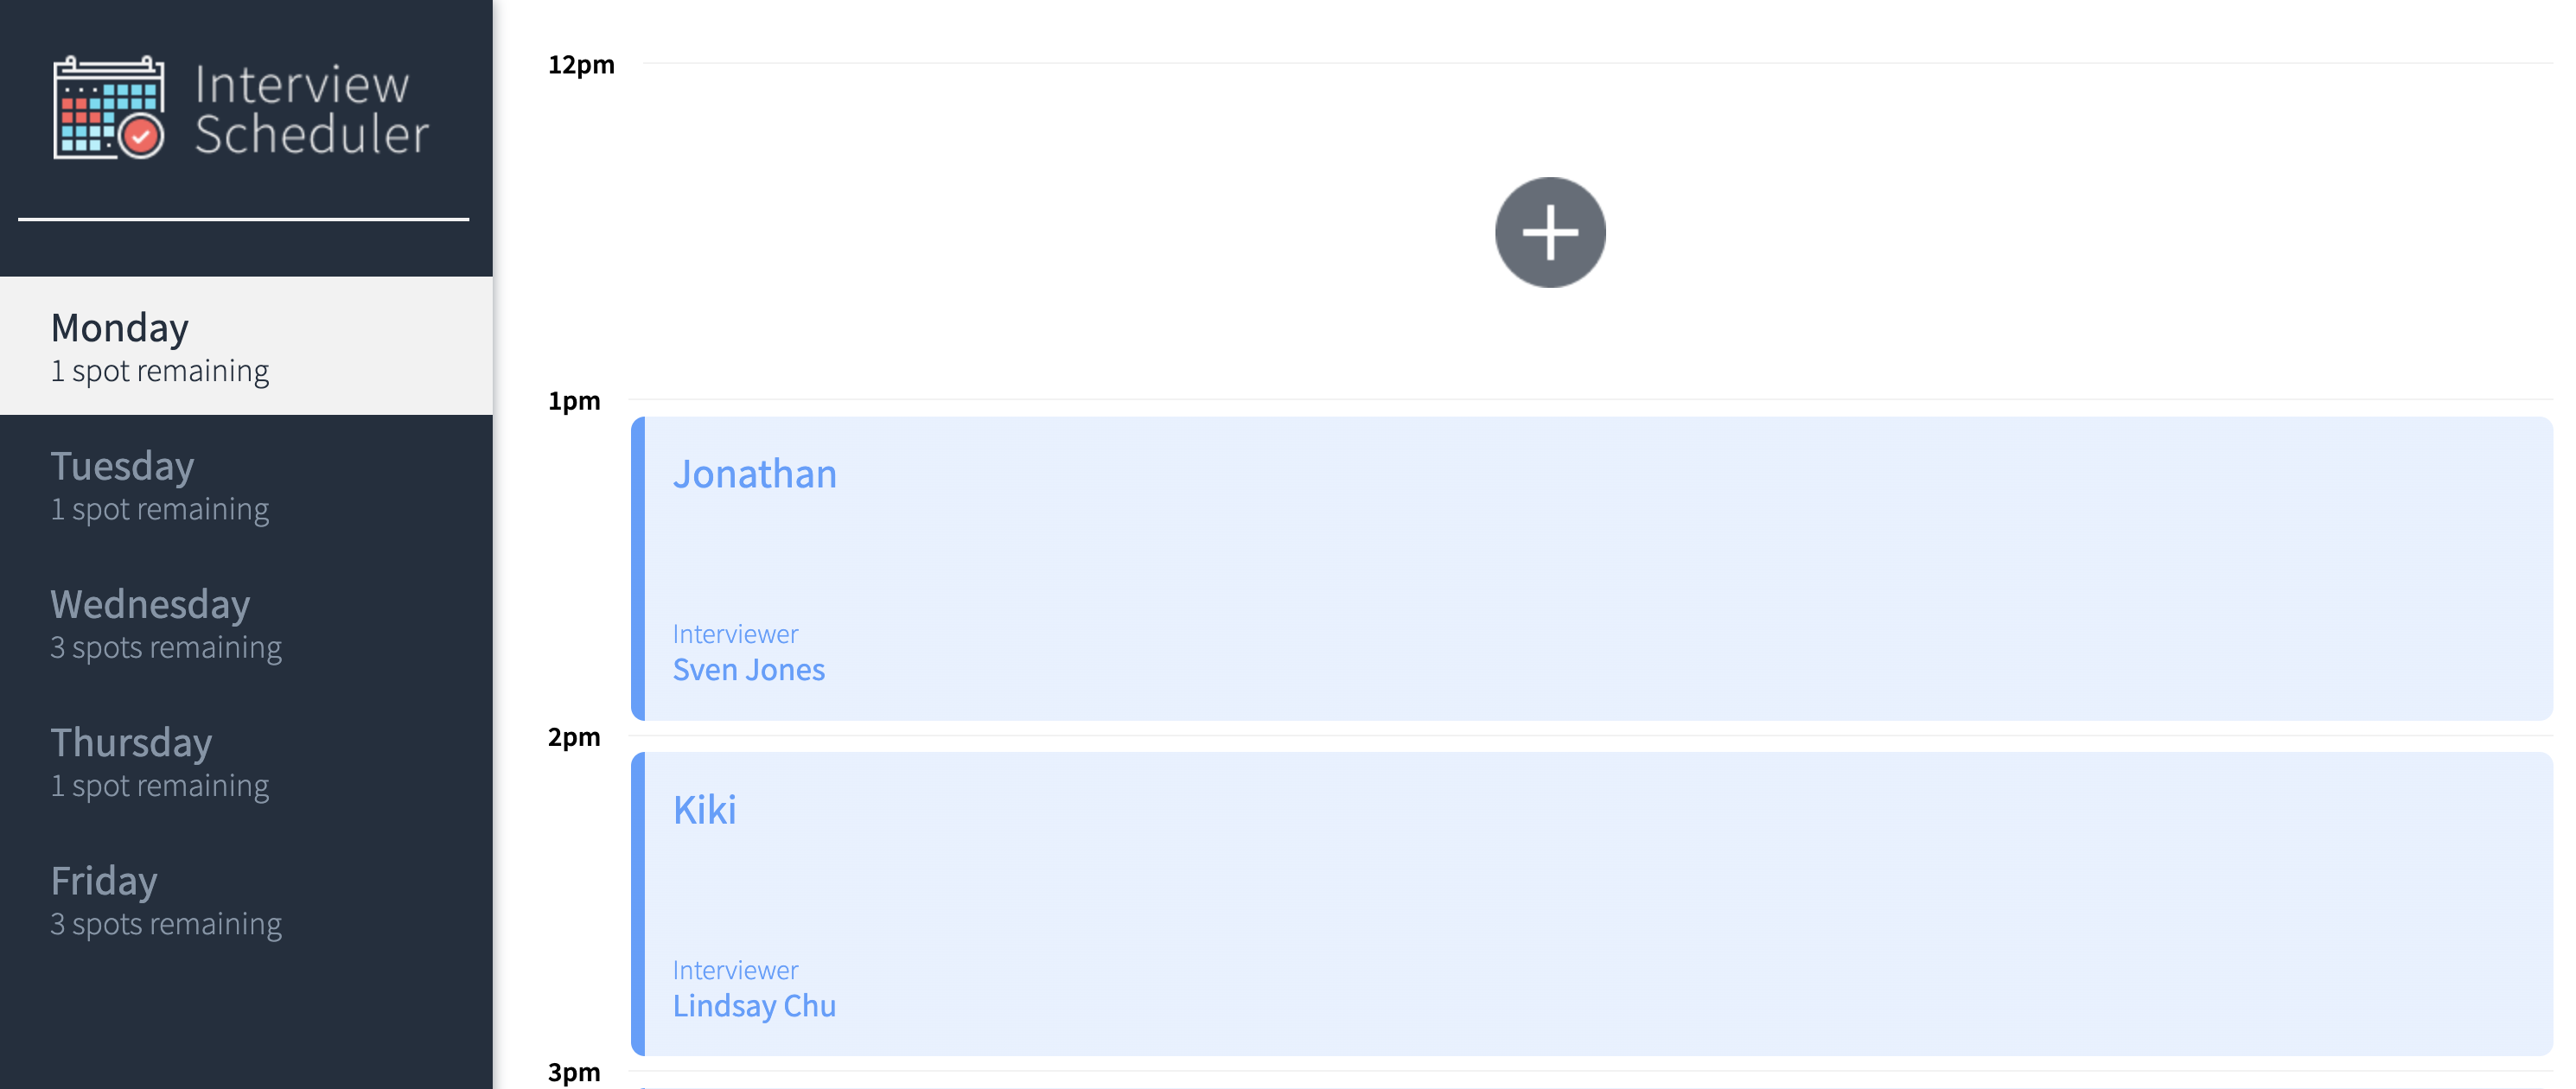 Interview
Scheduler
Monday
1 spot remaining
Tuesday
1 spot remaining
Wednesday
3 spots remaining
Thursday
1 spot remaining
Friday
3 spots remaining
12pm
1pm
Jonathan
Interviewer
Sven Jones
2pm
Kiki
Interviewer
Lindsay Chu
3pm